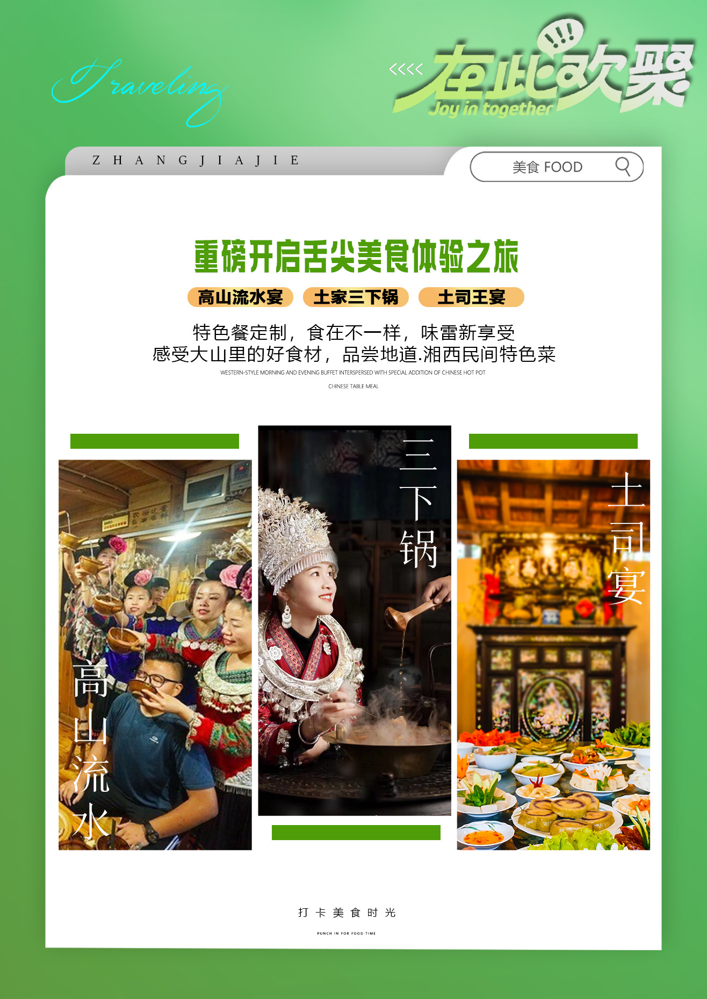 Traveling
<<<<
在此欢聚
!!!
Joy in together
ZHANGJIAJIE
美食 FOOD
重磅开启舌尖美食体验之旅
高山流水宴 土家三下锅 土司王宴
特色餐定制，食在不一样，味雷新享受
感受大山里的好食材，品尝地道.湘西民间特色菜
WESTERN-STYLE MORNING AND EVENING BUFFET INTERSPERSED WITH SPECIAL ADDITION OF CHINESE HOT POT
CHINESE TABLE MEAL
高山流水
三下锅
土司宴
打卡美食时光
PUNCH IN FOR FOOD TIME